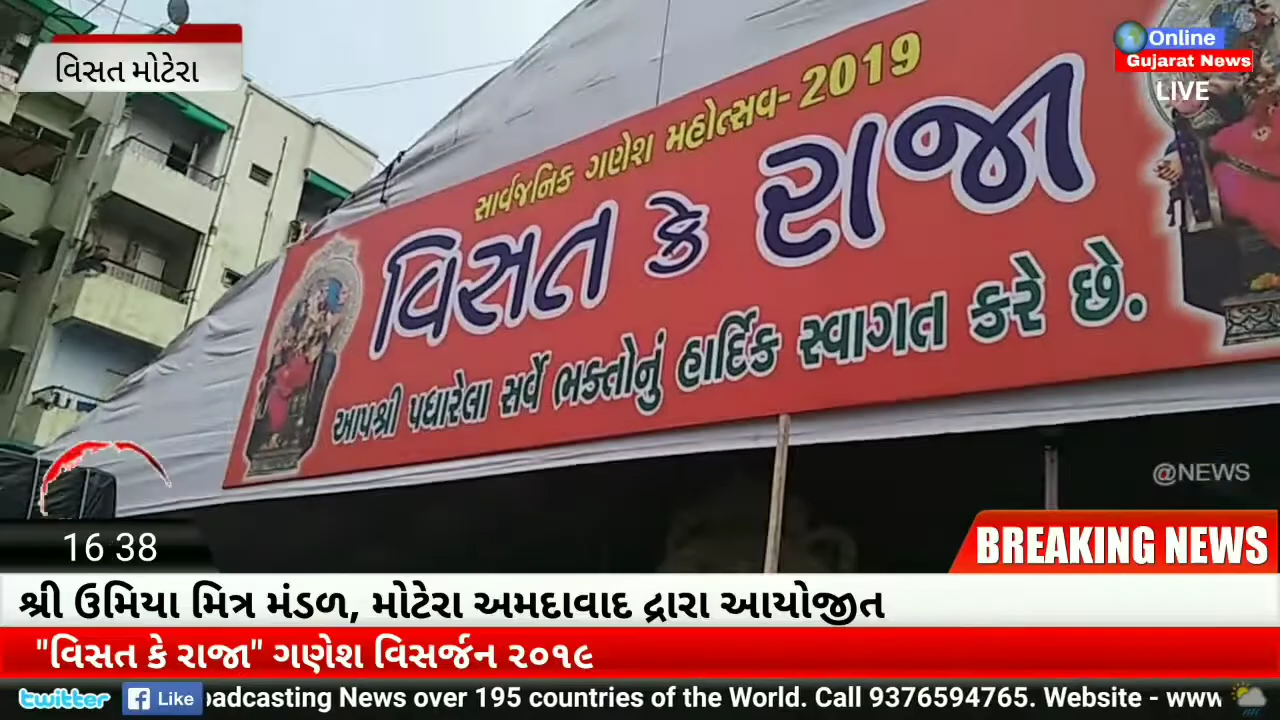 વિસત મોટેરા
Online
Gujarat News
LIVE
સાર્વજનિક ગણેશ મહોત્સવ- 2019
વિસત કે રાજા
આપશ્રી પધારેલા સર્વે ભક્તોનું હાર્દિક સ્વાગત કરે છે.
@NEWS
16 38
BREAKING NEWS
શ્રી ઉમિયા મિત્ર મંડળ, મોટેરા અમદાવાદ દ્રારા આયોજીત
"વિસત કે રાજા" ગણેશ વિસર્જન ૨૦૧૯
twitter Like oadcasting News over 195 countries of the World. Call 9376594765. Website - www